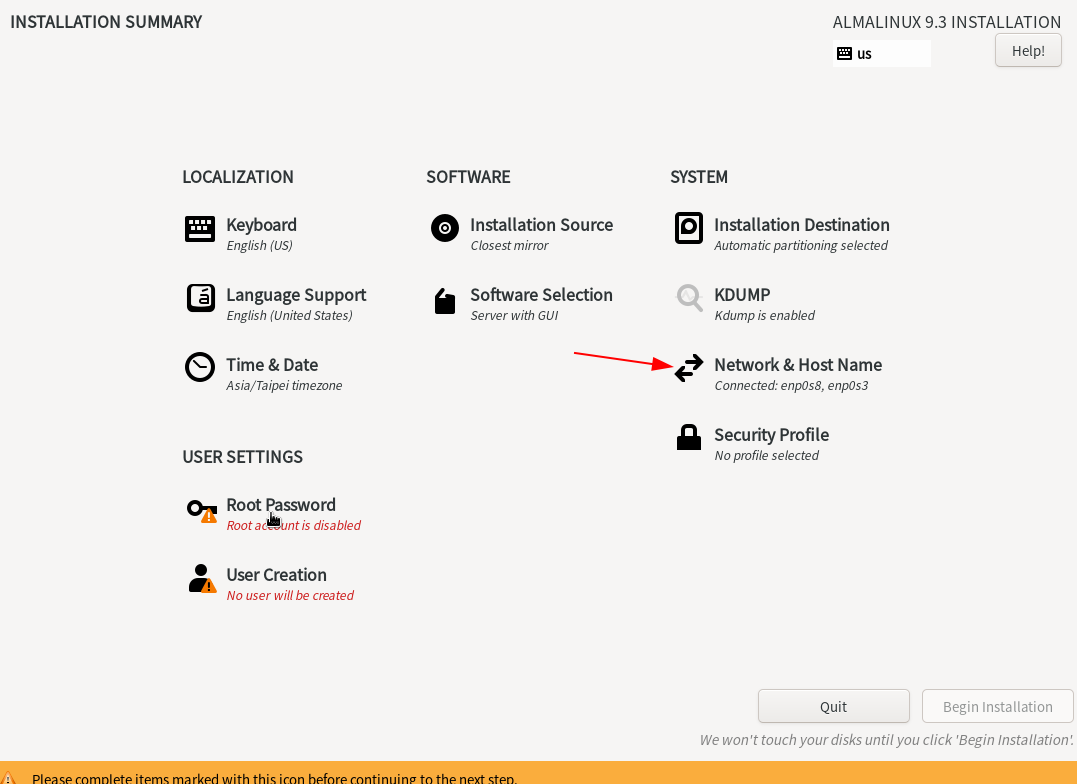 INSTALLATION SUMMARY
ALMALINUX 9.3 INSTALLATION
us
Help!
LOCALIZATION
Keyboard
English (US)
Language Support
English (United States)
Time & Date
Asia/Taipei timezone
SOFTWARE
Installation Source
Closest mirror
Software Selection
Server with GUI
SYSTEM
Installation Destination
Automatic partitioning selected
KDUMP
Kdump is enabled
Network & Host Name
Connected: enp0s8, enp0s3
Security Profile
No profile selected
USER SETTINGS
Root Password
Root account is disabled
User Creation
No user will be created
Quit
Begin Installation
We won't touch your disks until you click 'Begin Installation'.
Please complete items marked with this icon before continuing to the next step.